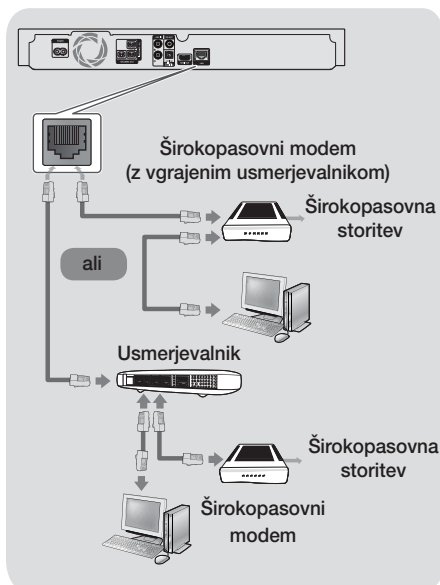 Širokopasovni modem
(z vgrajenim usmerjevalnikom)
Širokopasovna
storitev
ali
Usmerjevalnik
Širokopasovna
storitev
Širokopasovni
modem